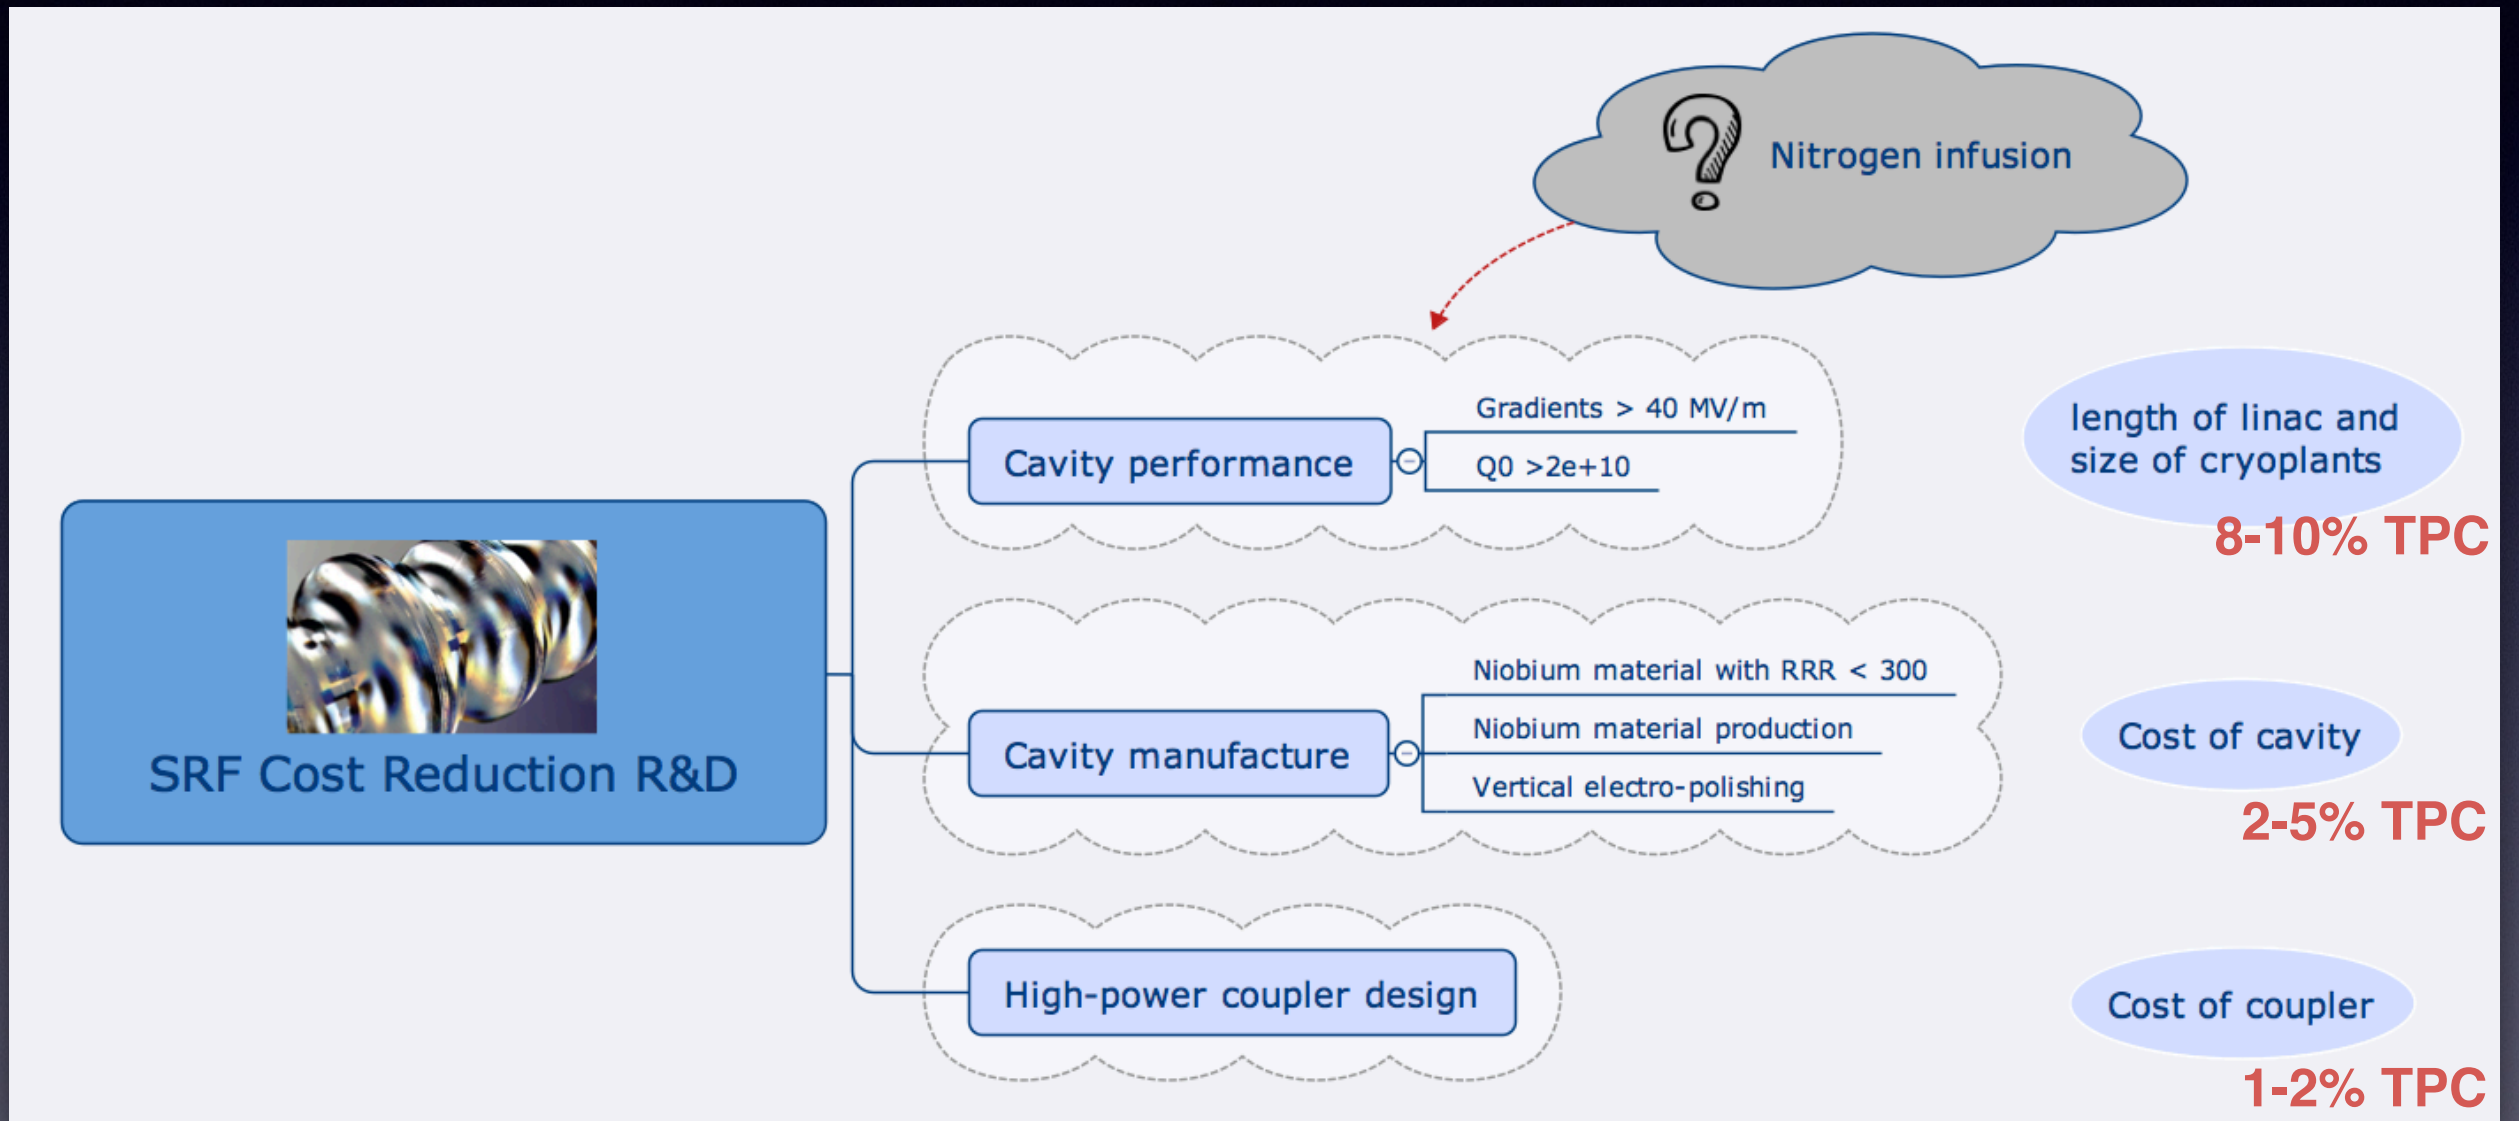 Nitrogen infusion
Gradients > 40 MV/m
Cavity performance
Q0 >2e+10
length of linac and
size of cryoplants
8-10% TPC
SRF Cost Reduction R&D
Niobium material with RRR < 300
Cavity manufacture
Niobium material production
Vertical electro-polishing
Cost of cavity
2-5% TPC
High-power coupler design
Cost of coupler
1-2% TPC